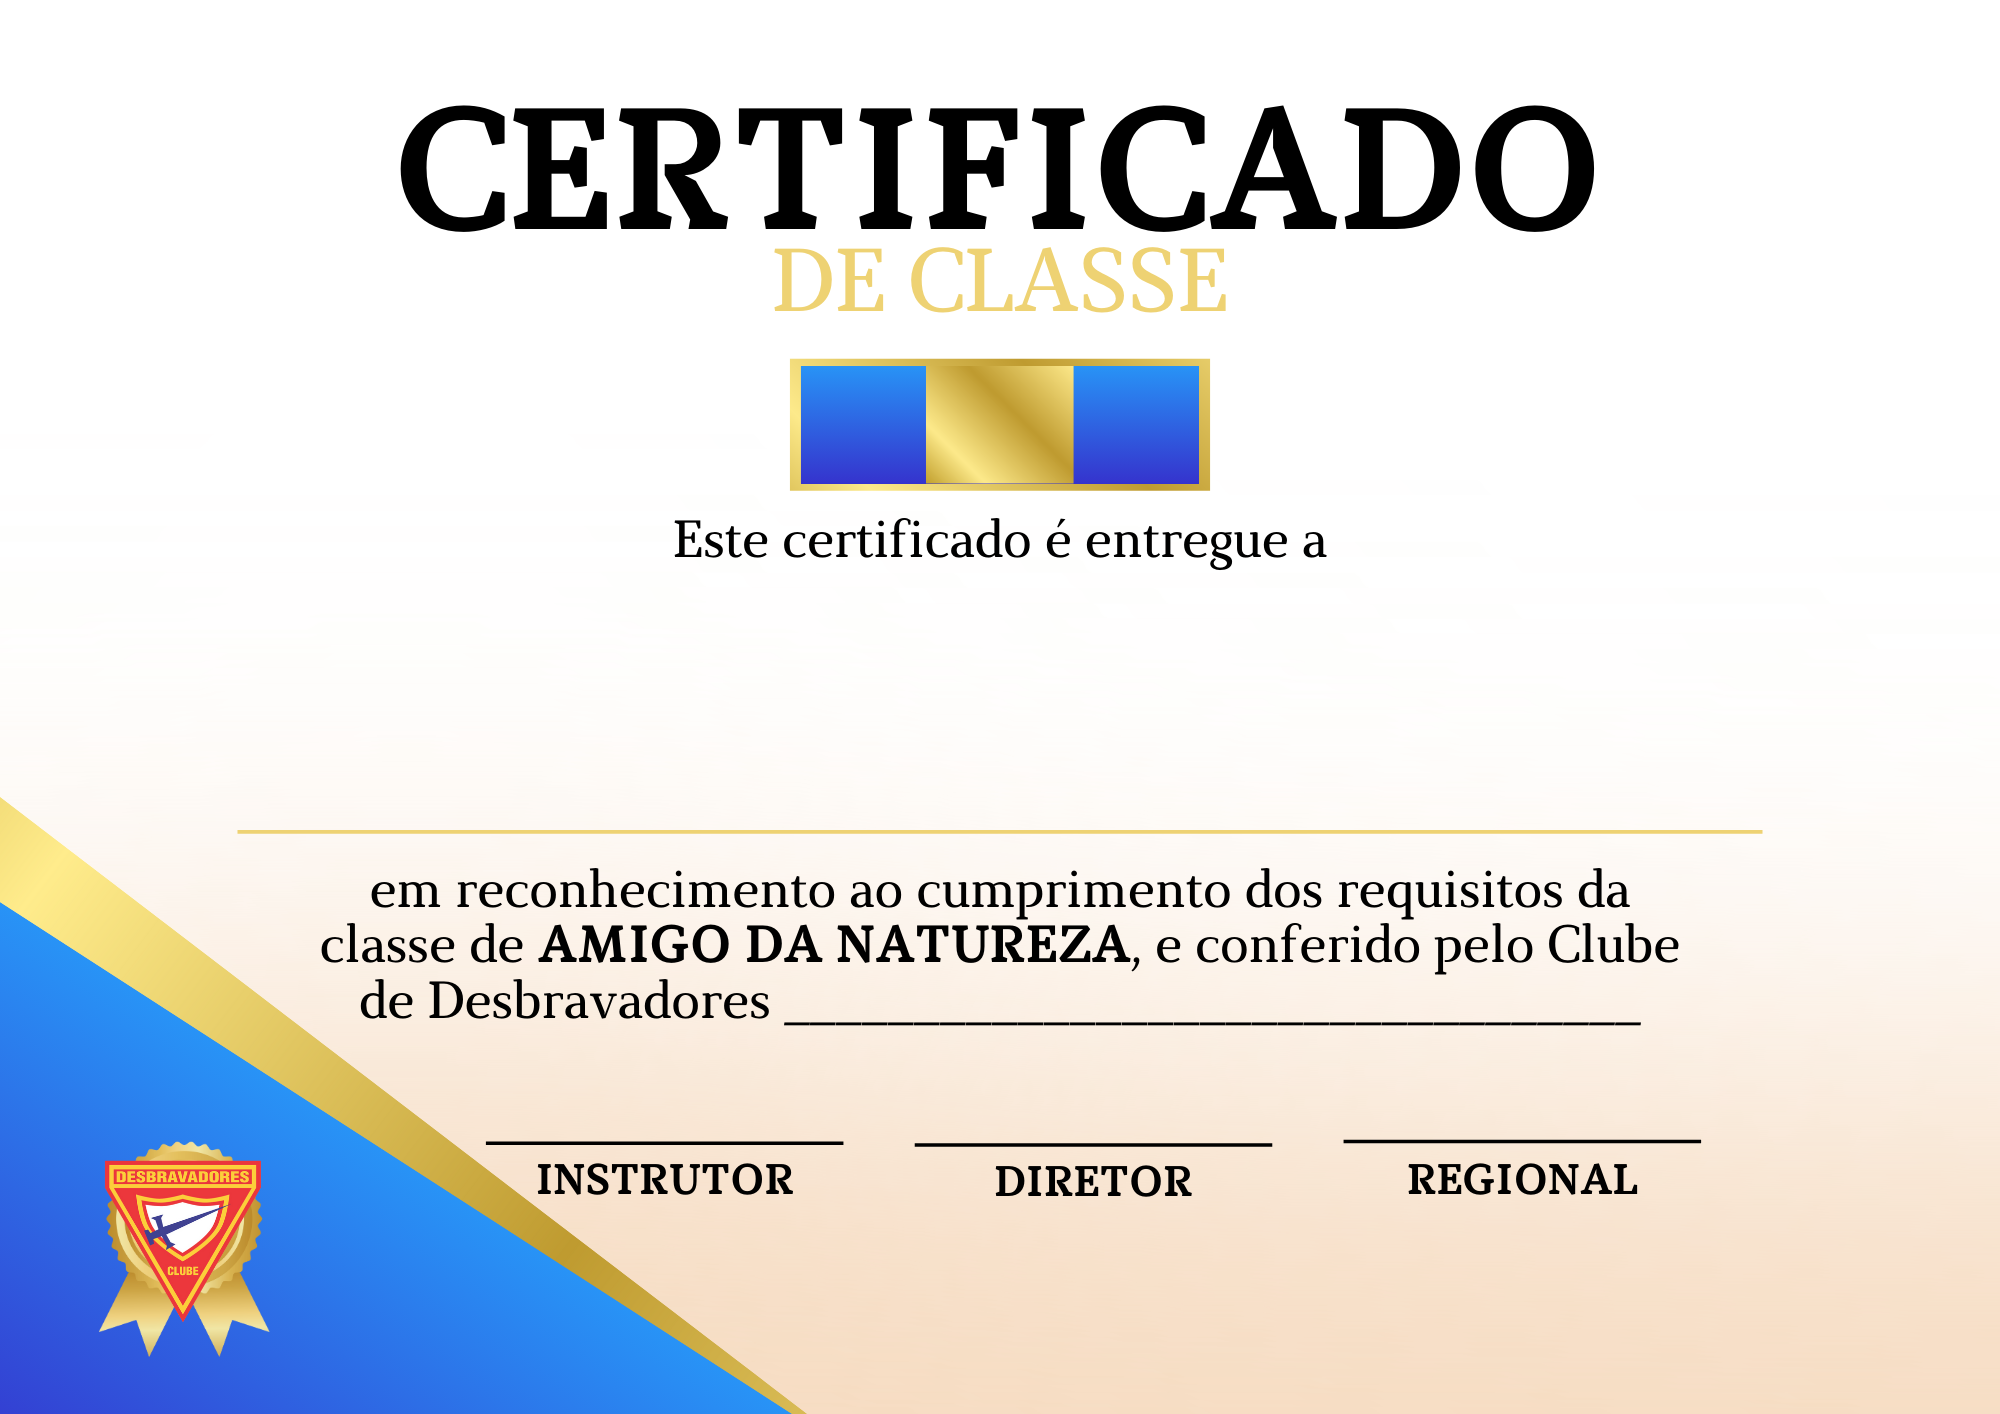 CERTIFICADO
DE CLASSE
Este certificado é entregue a
em reconhecimento ao cumprimento dos requisitos da
classe de AMIGO DA NATUREZA, e conferido pelo Clube
de Desbravadores _________________________________
INSTRUTOR
DIRETOR
REGIONAL
DESBRAVADORES
CLUBE